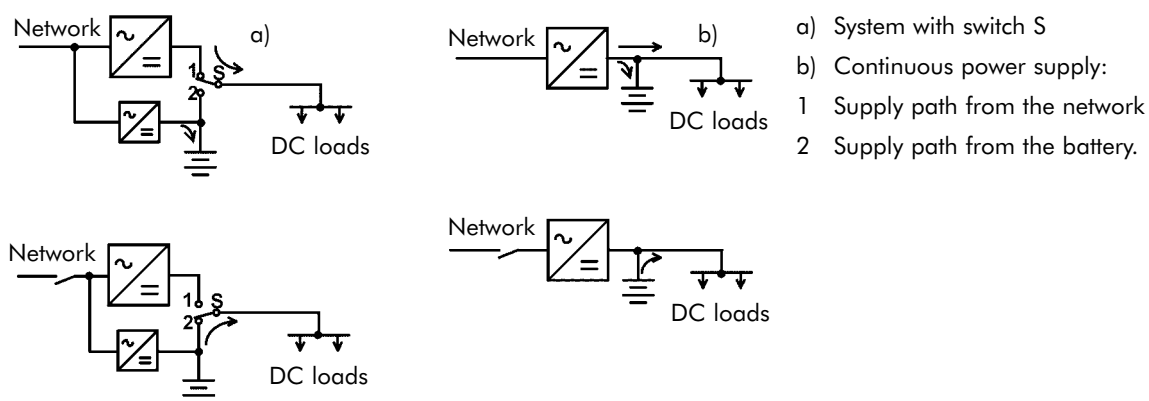 Network
a)
1
S
2
DC loads
Network
b)
DC loads
a) System with switch S
b) Continuous power supply:
1 Supply path from the network
2 Supply path from the battery.
Network
1
S
2
DC loads
Network
DC loads